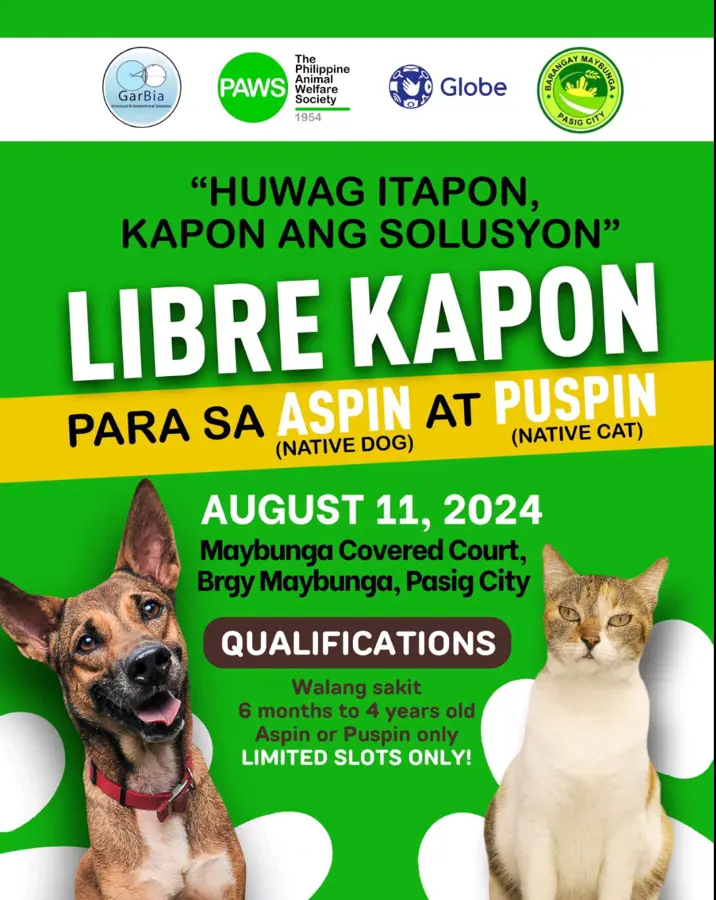 GarBia
PAWS
The
Philippine
Animal
Welfare
Society
1954
Globe
BARANGAY MAYBUNGA
PASIG CITY
“HUWAG ITAPON,
KAPON ANG SOLUSYON”
LIBRE KAPON
PARA SA ASPIN AT PUSPIN
(NATIVE DOG) (NATIVE CAT)
AUGUST 11, 2024
Maybunga Covered Court,
Brgy Maybunga, Pasig City
QUALIFICATIONS
Walang sakit
6 months to 4 years old
Aspin or Puspin only
LIMITED SLOTS ONLY!